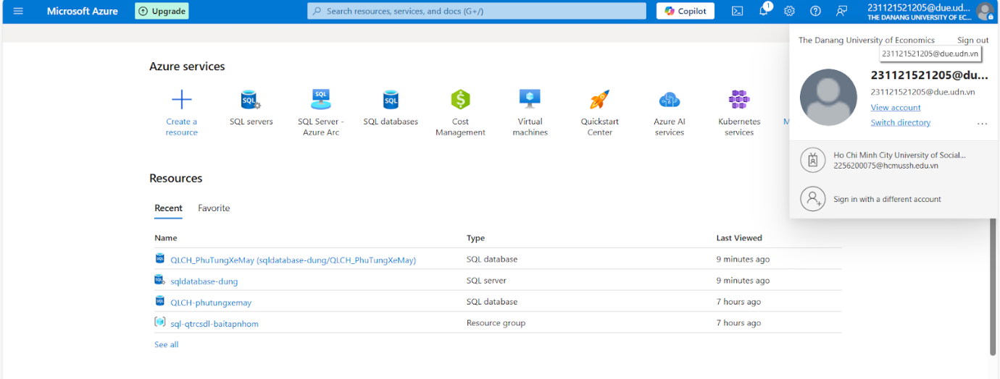 Microsoft Azure
Upgrade
Search resources, services, and docs (G+/)
Copilot
1
231121521205@due.ud...
THE DANANG UNIVERSITY OF EC...
The Danang University of Economics
Sign out
231121521205@due.udn.vn
231121521205@du...
231121521205@due.udn.vn
View account
Switch directory
...
Ho Chi Minh City University of Social...
2256200075@hcmussh.edu.vn
Sign in with a different account
Azure services
Create a resource
SQL servers
SQL Server - Azure Arc
SQL databases
Cost Management
Virtual machines
Quickstart Center
Azure AI services
Kubernetes services
M
Resources
Recent
Favorite
Name Type Last Viewed
QLCH_PhuTungXeMay (sqldatabase-dung/QLCH_PhuTungXeMay) SQL database 9 minutes ago
sqldatabase-dung SQL server 9 minutes ago
QLCH-phutungxemay SQL database 7 hours ago
sql-qtrcsdl-baitapnhom Resource group 7 hours ago
See all